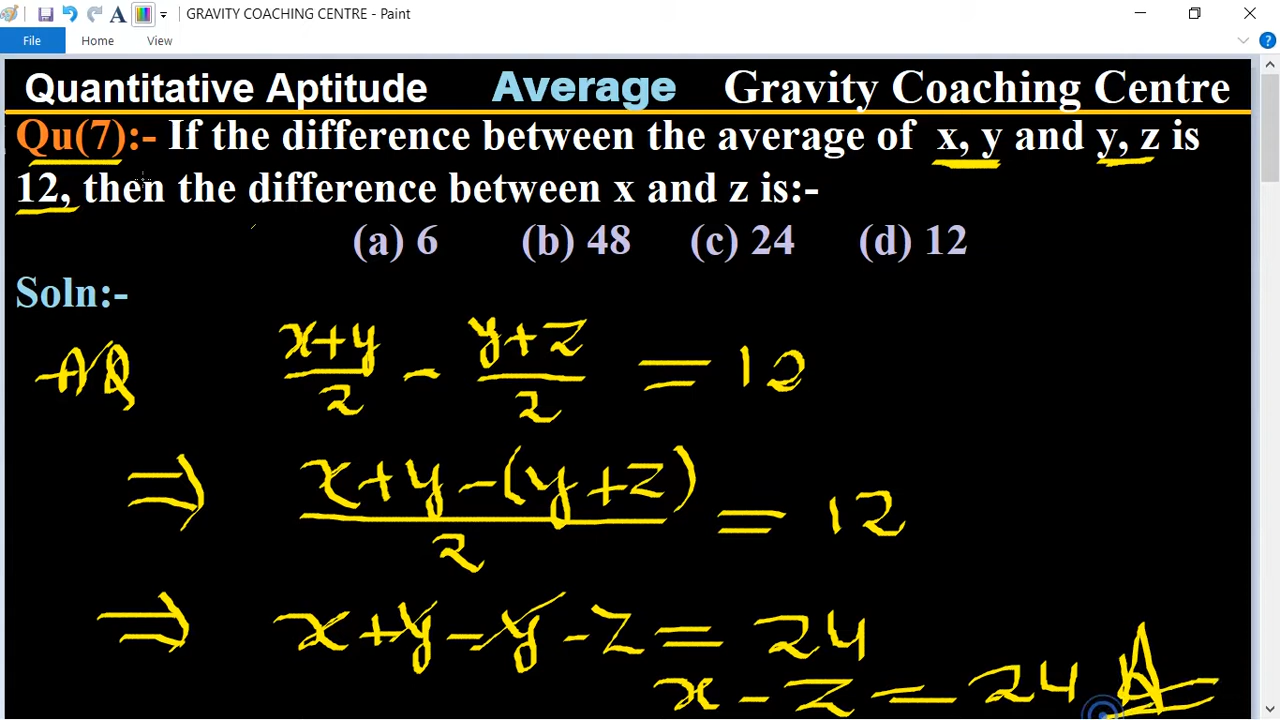 GRAVITY COACHING CENTRE - Paint
File Home View
Quantitative Aptitude Average Gravity Coaching Centre
Qu(7):- If the difference between the average of x, y and y, z is
12, then the difference between x and z is:-
(a) 6 (b) 48 (c) 24 (d) 12
Soln:-
AQ (x+y)/2 - (y+z)/2 = 12
⇒ (x+y-(y+z))/2 = 12
⇒ x+y-y-z = 24
x - z = 24 A